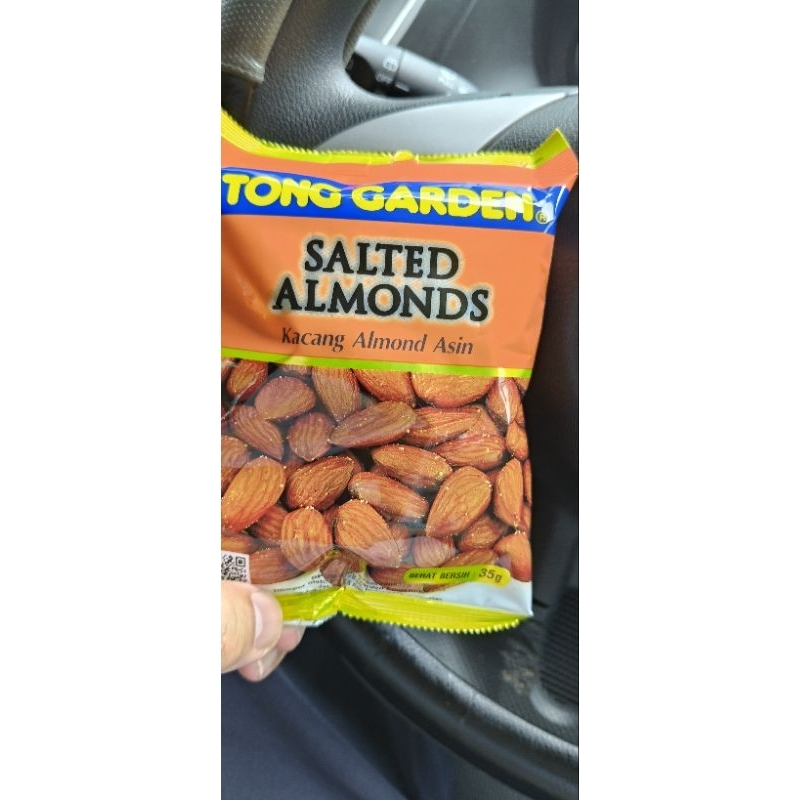 TONG GARDEN®
SALTED
ALMONDS
Kacang Almond Asin
BERAT BERSIH 35g